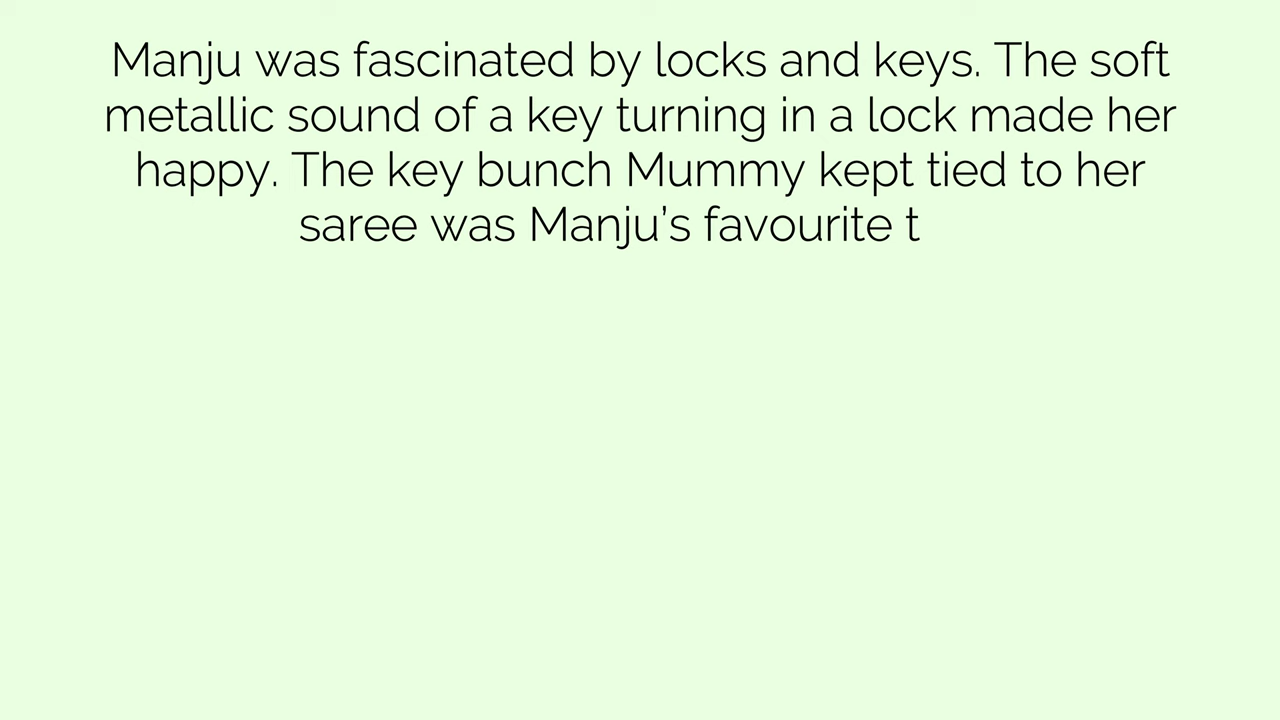 Manju was fascinated by locks and keys. The soft
metallic sound of a key turning in a lock made her
happy. The key bunch Mummy kept tied to her
saree was Manju's favourite t